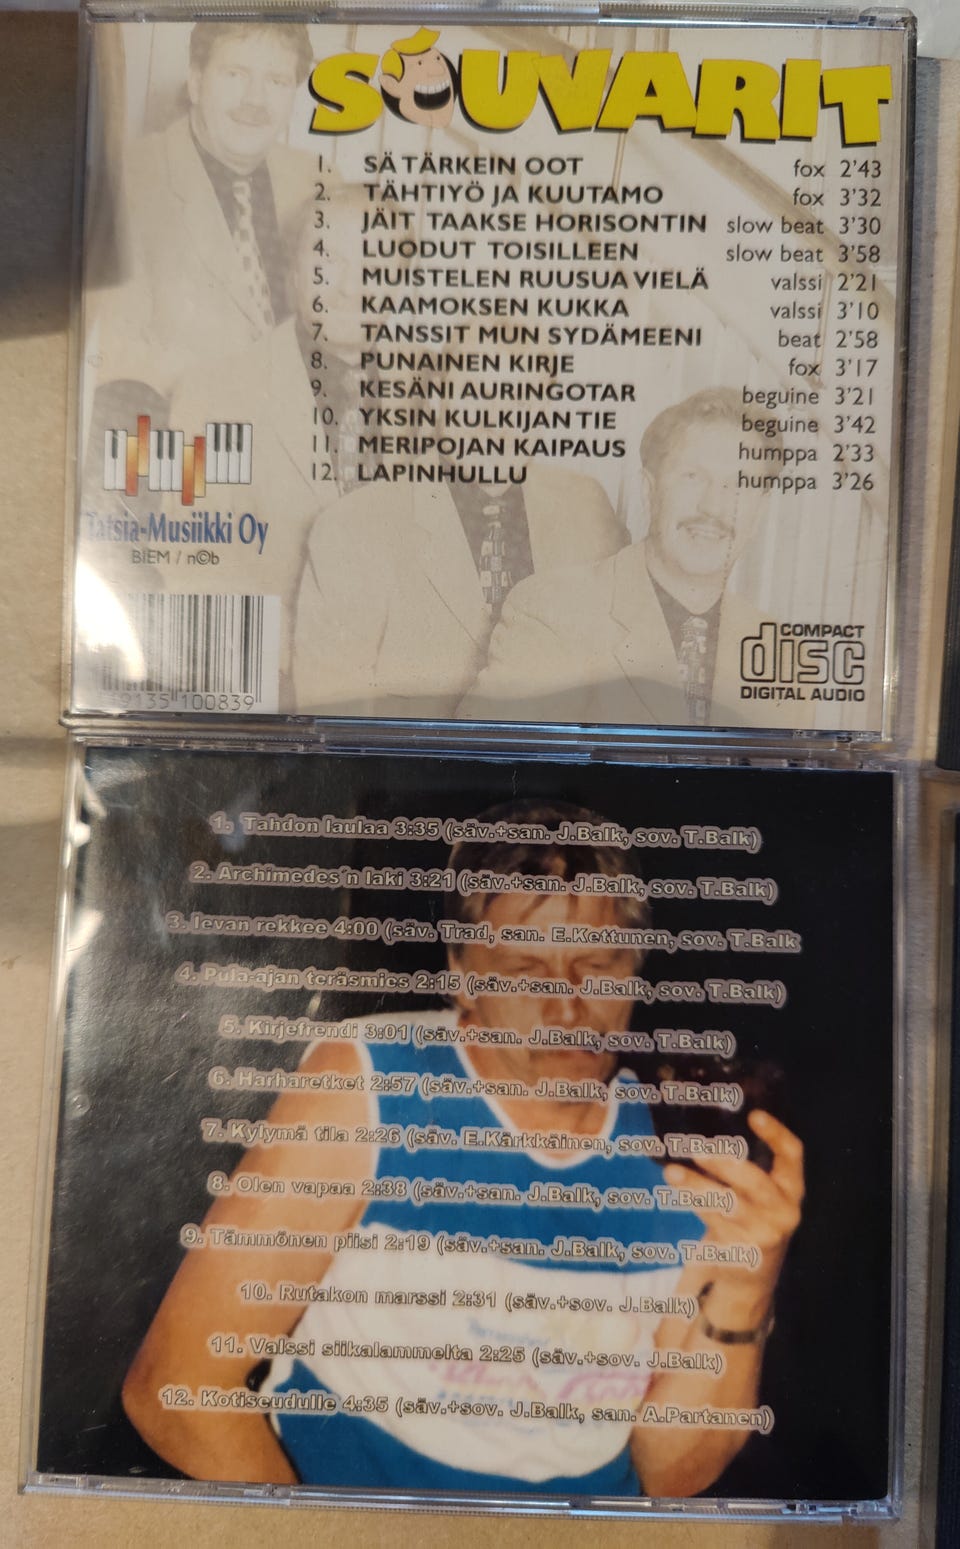 SOUVARIT
1. SÄ TÄRKEIN OOT fox 2'43
2. TÄHTIYÖ JA KUUTAMO fox 3'32
3. JÄIT TAAKSE HORISONTIN slow beat 3'30
4. LUODUT TOISILLEEN slow beat 3'58
5. MUISTELEN RUUSUA VIELÄ valssi 2'21
6. KAAMOKSEN KUKKA valssi 3'10
7. TANSSIT MUN SYDÄMEENI beat 2'58
8. PUNAINEN KIRJE fox 3'17
9. KESÄNI AURINGOTAR beguine 3'21
10. YKSIN KULKIJAN TIE beguine 3'42
11. MERIPOJAN KAIPAUS humppa 2'33
12. LAPINHULLU humppa 3'26
Tatsia-Musiikki Oy
BIEM / n©b
COMPACT
disc
DIGITAL AUDIO
9135 100839
1. Tahdon laulaa 3:35 (säv.+san. J.Balk, sov. T.Balk)
2. Archimedes´n laki 3:21 (säv.+san. J.Balk, sov. T.Balk)
3. Ievan rekkee 4:00 (säv. Trad, san. E.Kettunen, sov. T.Balk
4. Pula-ajan teräsmies 2:15 (säv.+san. J.Balk, sov. T.Balk)
5. Kirjefrendi 3:01 (säv.+san. J.Balk, sov. T.Balk)
6. Harharetket 2:57 (säv.+san. J.Balk, sov. T.Balk)
7. Kylymä tila 2:26 (säv. E.Kärkkäinen, sov. T.Balk)
8. Olen vapaa 2:38 (säv.+san. J.Balk, sov. T.Balk)
9. Tämmönen piisi 2:19 (säv.+san. J.Balk, sov. T.Balk)
10. Rutakon marssi 2:31 (säv.+sov. J.Balk)
11. Valssi siikalammelta 2:25 (säv.+sov. J.Balk)
12. Kotiseudulle 4:35 (säv.+sov. J.Balk, san. A.Partanen)